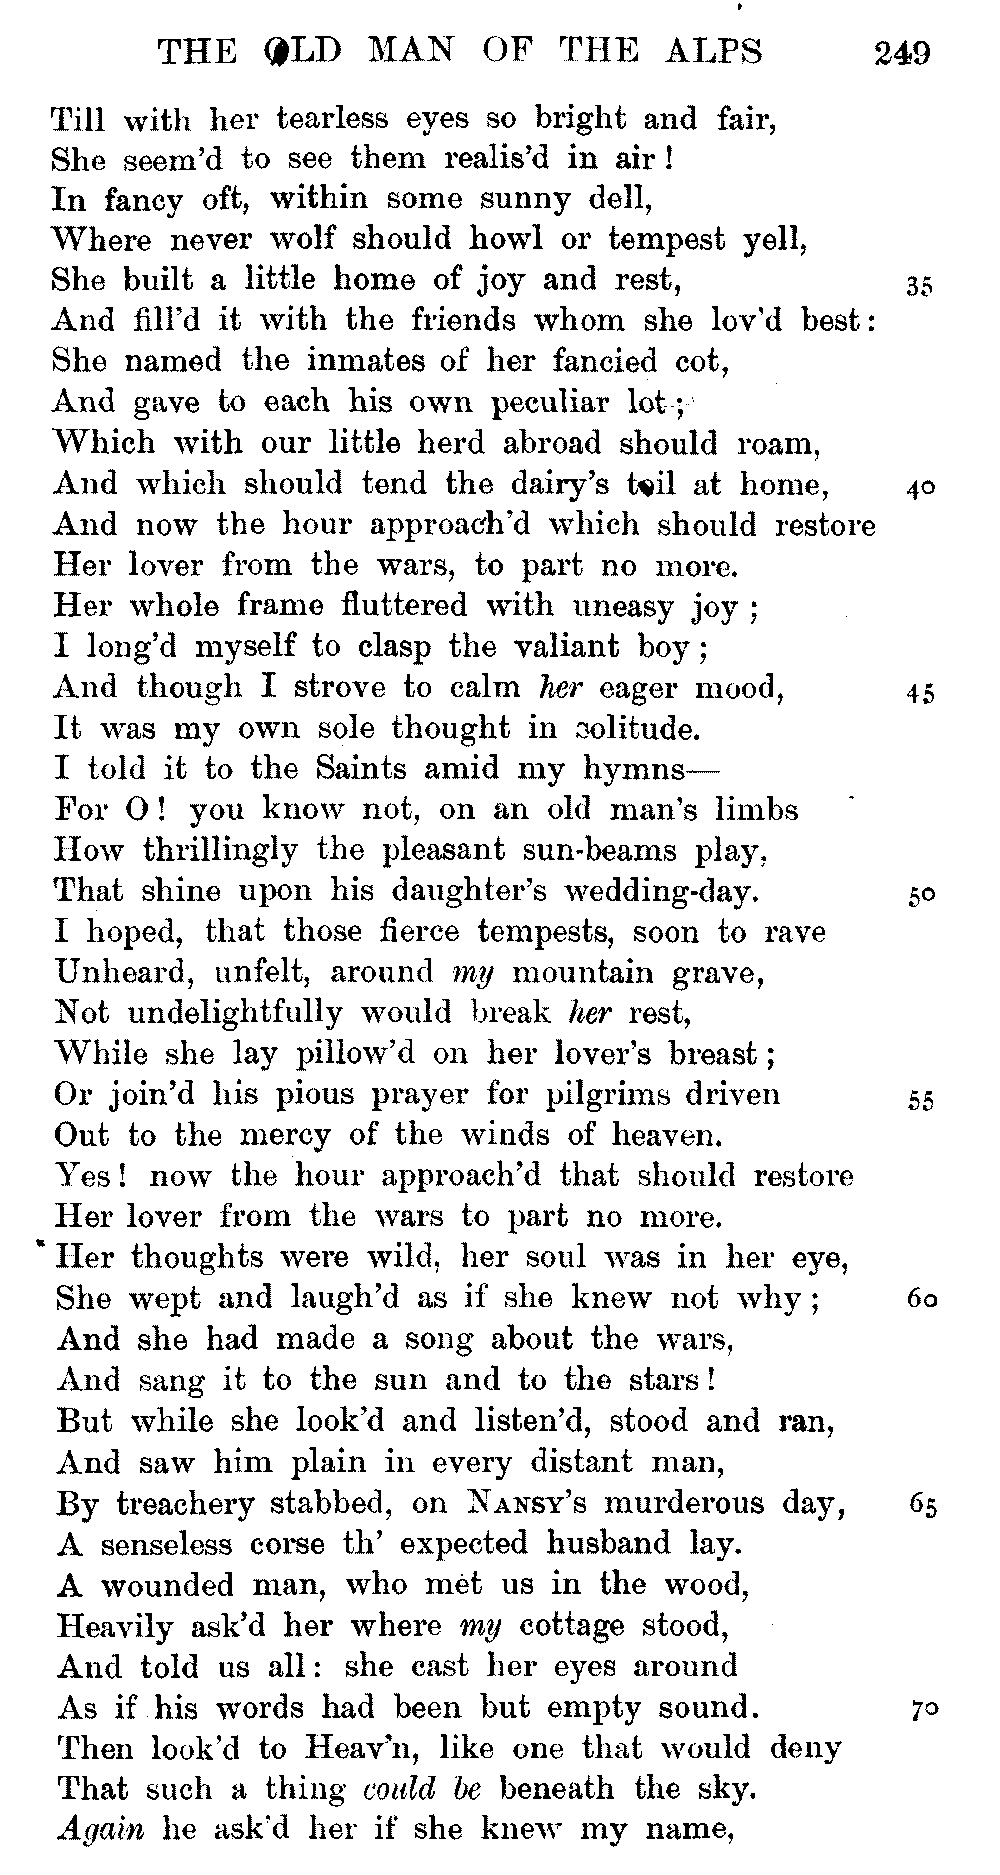 THE OLD MAN OF THE ALPS 249
Till with her tearless eyes so bright and fair,
She seem'd to see them realis'd in air !
In fancy oft, within some sunny dell,
Where never wolf should howl or tempest yell,
She built a little home of joy and rest, 35
And fill'd it with the friends whom she lov'd best :
She named the inmates of her fancied cot,
And gave to each his own peculiar lot ;
Which with our little herd abroad should roam,
And which should tend the dairy's toil at home, 40
And now the hour approach'd which should restore
Her lover from the wars, to part no more.
Her whole frame fluttered with uneasy joy ;
I long'd myself to clasp the valiant boy ;
And though I strove to calm her eager mood, 45
It was my own sole thought in solitude.
I told it to the Saints amid my hymns—
For O ! you know not, on an old man's limbs
How thrillingly the pleasant sun-beams play,
That shine upon his daughter's wedding-day. 50
I hoped, that those fierce tempests, soon to rave
Unheard, unfelt, around my mountain grave,
Not undelightfully would break her rest,
While she lay pillow'd on her lover's breast ;
Or join'd his pious prayer for pilgrims driven 55
Out to the mercy of the winds of heaven.
Yes ! now the hour approach'd that should restore
Her lover from the wars to part no more.
Her thoughts were wild, her soul was in her eye,
She wept and laugh'd as if she knew not why ; 60
And she had made a song about the wars,
And sang it to the sun and to the stars !
But while she look'd and listen'd, stood and ran,
And saw him plain in every distant man,
By treachery stabbed, on NANSY'S murderous day, 65
A senseless corse th' expected husband lay.
A wounded man, who met us in the wood,
Heavily ask'd her where my cottage stood,
And told us all : she cast her eyes around
As if his words had been but empty sound. 70
Then look'd to Heav'n, like one that would deny
That such a thing could be beneath the sky.
Again he ask'd her if she knew my name,